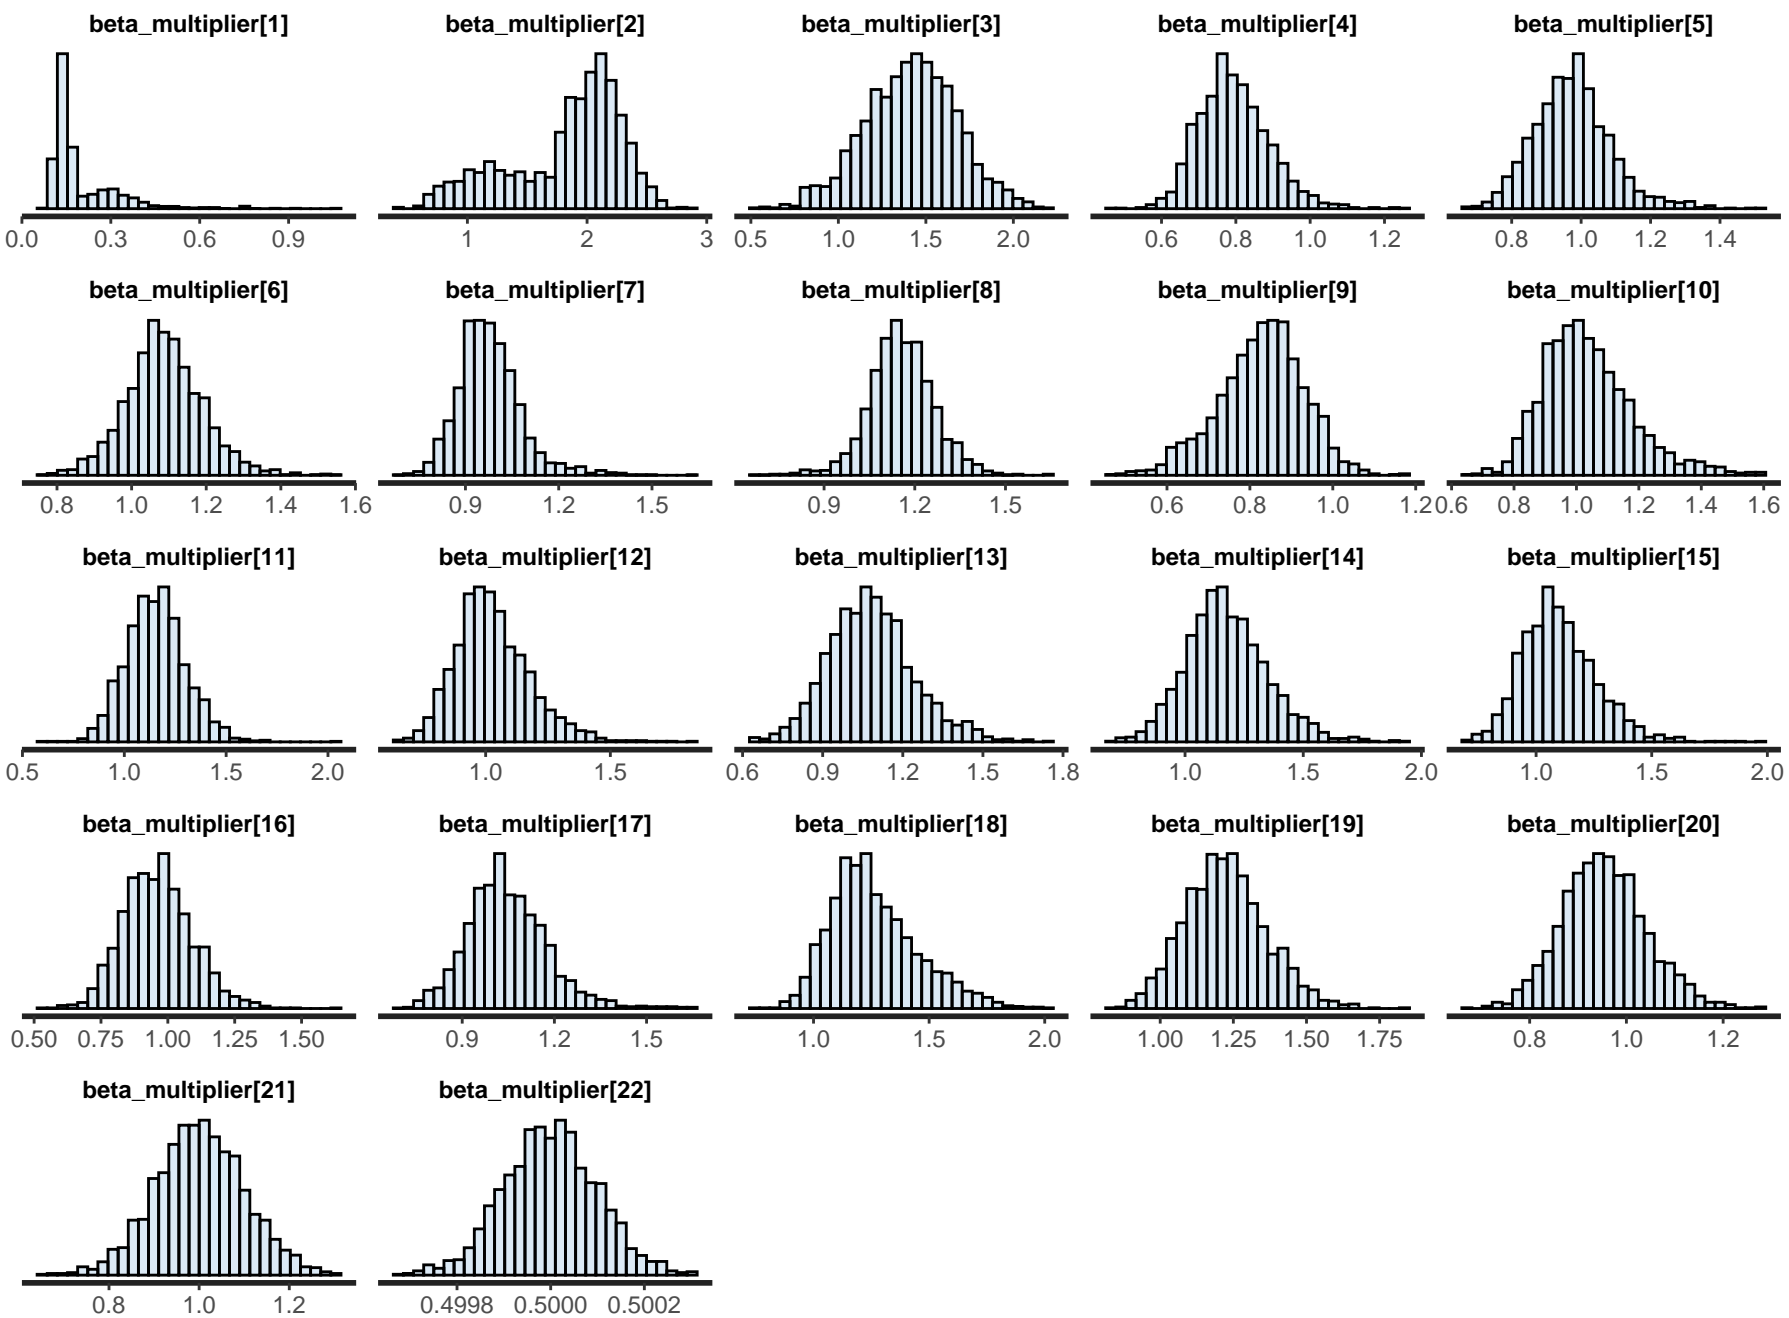 beta_multiplier[1] beta_multiplier[2] beta_multiplier[3] beta_multiplier[4] beta_multiplier[5]
0.0 0.3 0.6 0.9 1 2 3 0.5 1.0 1.5 2.0 0.6 0.8 1.0 1.2 0.8 1.0 1.2 1.4
beta_multiplier[6] beta_multiplier[7] beta_multiplier[8] beta_multiplier[9] beta_multiplier[10]
0.8 1.0 1.2 1.4 1.6 0.9 1.2 1.5 0.9 1.2 1.5 0.6 0.8 1.0 1.2 0.6 0.8 1.0 1.2 1.4 1.6
beta_multiplier[11] beta_multiplier[12] beta_multiplier[13] beta_multiplier[14] beta_multiplier[15]
0.5 1.0 1.5 2.0 1.0 1.5 0.6 0.9 1.2 1.5 1.8 1.0 1.5 2.0 1.0 1.5 2.0
beta_multiplier[16] beta_multiplier[17] beta_multiplier[18] beta_multiplier[19] beta_multiplier[20]
0.50 0.75 1.00 1.25 1.50 0.9 1.2 1.5 1.0 1.5 2.0 1.00 1.25 1.50 1.75 0.8 1.0 1.2
beta_multiplier[21] beta_multiplier[22]
0.8 1.0 1.2 0.4998 0.5000 0.5002